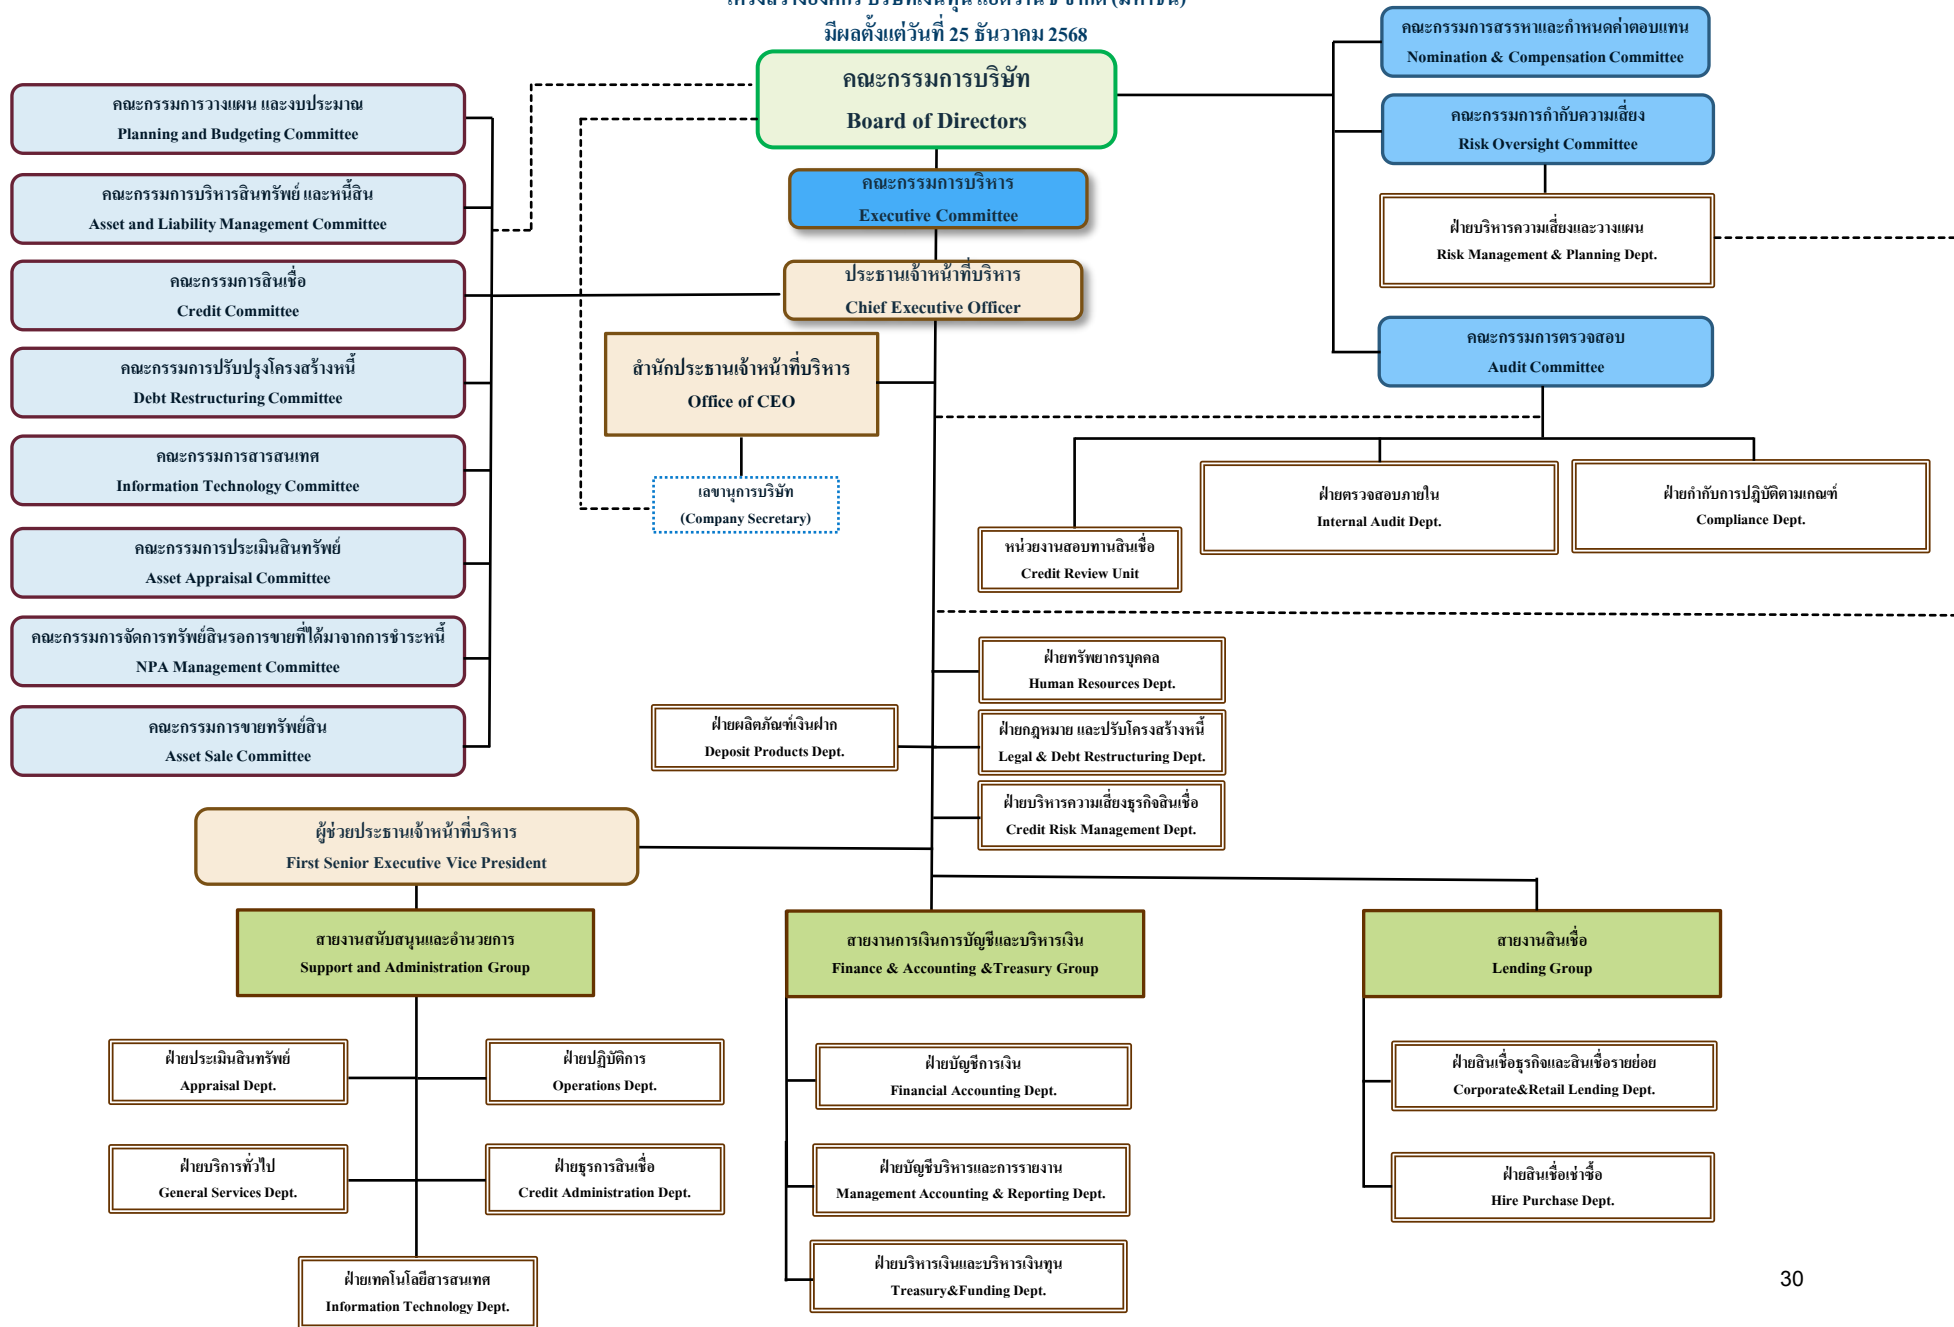 โครงสร้างองค์กร บริษัทเงินทุน แอดวานซ์ จำกัด (มหาชน)
มีผลตั้งแต่วันที่ 25 ธันวาคม 2568
คณะกรรมการบริษัท
Board of Directors
คณะกรรมการสรรหาและกำหนดค่าตอบแทน
Nomination & Compensation Committee
คณะกรรมการวางแผน และงบประมาณ
Planning and Budgeting Committee
คณะกรรมการกำกับความเสี่ยง
Risk Oversight Committee
คณะกรรมการบริหาร
Executive Committee
คณะกรรมการบริหารสินทรัพย์ และหนี้สิน
Asset and Liability Management Committee
ฝ่ายบริหารความเสี่ยงและวางแผน
Risk Management & Planning Dept.
ประธานเจ้าหน้าที่บริหาร
Chief Executive Officer
คณะกรรมการสินเชื่อ
Credit Committee
คณะกรรมการตรวจสอบ
Audit Committee
สำนักประธานเจ้าหน้าที่บริหาร
Office of CEO
คณะกรรมการปรับปรุงโครงสร้างหนี้
Debt Restructuring Committee
คณะกรรมการสารสนเทศ
Information Technology Committee
เลขานุการบริษัท
(Company Secretary)
ฝ่ายตรวจสอบภายใน
Internal Audit Dept.
ฝ่ายกำกับการปฎิบัติตามเกณฑ์
Compliance Dept.
หน่วยงานสอบทานสินเชื่อ
Credit Review Unit
คณะกรรมการประเมินสินทรัพย์
Asset Appraisal Committee
คณะกรรมการจัดการทรัพย์สินรอการขายที่ได้มาจากการชำระหนี้
NPA Management Committee
ฝ่ายทรัพยากรบุคคล
Human Resources Dept.
คณะกรรมการขายทรัพย์สิน
Asset Sale Committee
ฝ่ายผลิตภัณฑ์เงินฝาก
Deposit Products Dept.
ฝ่ายกฎหมาย และปรับโครงสร้างหนี้
Legal & Debt Restructuring Dept.
ฝ่ายบริหารความเสี่ยงธุรกิจสินเชื่อ
Credit Risk Management Dept.
ผู้ช่วยประธานเจ้าหน้าที่บริหาร
First Senior Executive Vice President
สายงานสนับสนุนและอำนวยการ
Support and Administration Group
สายงานการเงินการบัญชีและบริหารเงิน
Finance & Accounting &Treasury Group
สายงานสินเชื่อ
Lending Group
ฝ่ายประเมินสินทรัพย์
Appraisal Dept.
ฝ่ายปฏิบัติการ
Operations Dept.
ฝ่ายบัญชีการเงิน
Financial Accounting Dept.
ฝ่ายสินเชื่อธุรกิจและสินเชื่อรายย่อย
Corporate&Retail Lending Dept.
ฝ่ายบริการทั่วไป
General Services Dept.
ฝ่ายธุรการสินเชื่อ
Credit Administration Dept.
ฝ่ายบัญชีบริหารและการรายงาน
Management Accounting & Reporting Dept.
ฝ่ายสินเชื่อเช่าซื้อ
Hire Purchase Dept.
ฝ่ายเทคโนโลยีสารสนเทศ
Information Technology Dept.
ฝ่ายบริหารเงินและบริหารเงินทุน
Treasury&Funding Dept.
30